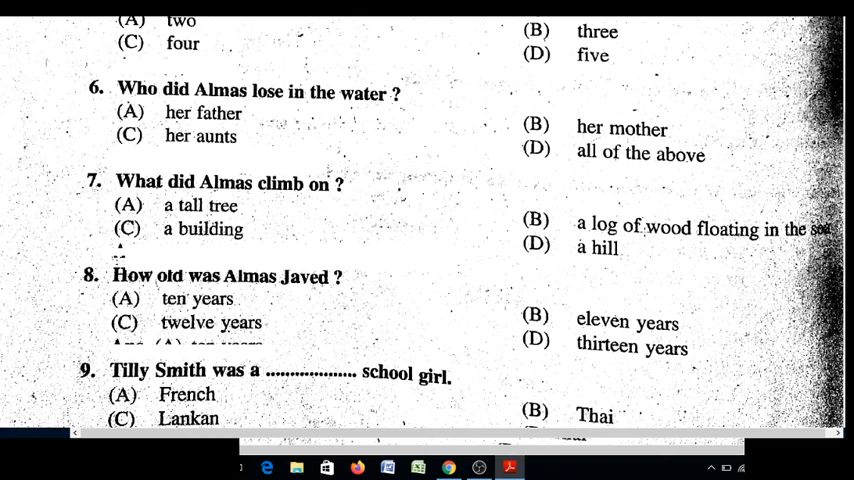 (A) two
(B) three
(C) four
(D) five
6. Who did Almas lose in the water ?
(A) her father
(B) her mother
(C) her aunts
(D) all of the above
7. What did Almas climb on ?
(A) a tall tree
(B) a log of wood floating in the sea
(C) a building
(D) a hill
8. How old was Almas Javed ?
(A) ten years
(B) eleven years
(C) twelve years
(D) thirteen years
9. Tilly Smith was a ................... school girl.
(A) French
(B) Thai
(C) Lankan